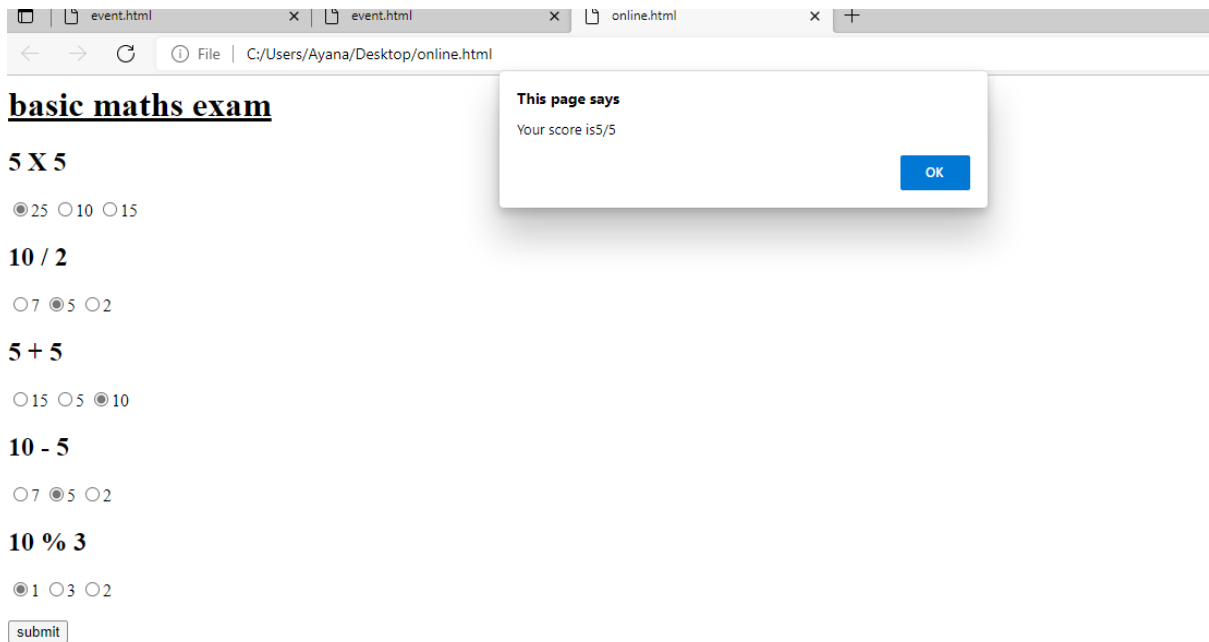 event.html event.html online.html
File C:/Users/Ayana/Desktop/online.html
This page says
Your score is5/5
OK
basic maths exam
5 X 5
25 10 15
10 / 2
7 5 2
5 + 5
15 5 10
10 - 5
7 5 2
10 % 3
1 3 2
submit